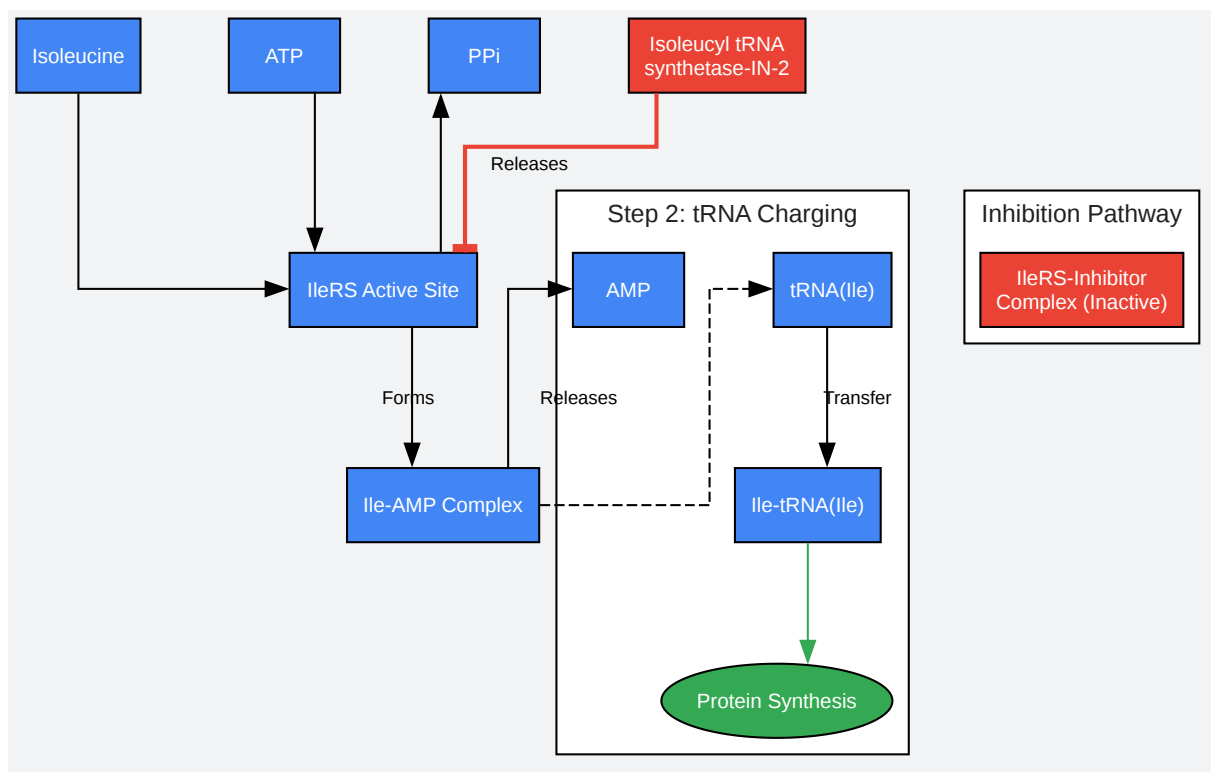 Isoleucine
ATP
PPi
Isoleucyl tRNA
synthetase-IN-2
Releases
Step 2: tRNA Charging
Inhibition Pathway
IleRS Active Site
AMP
tRNA(Ile)
IleRS-Inhibitor
Complex (Inactive)
Forms
Releases
Transfer
Ile-AMP Complex
Ile-tRNA(Ile)
Protein Synthesis